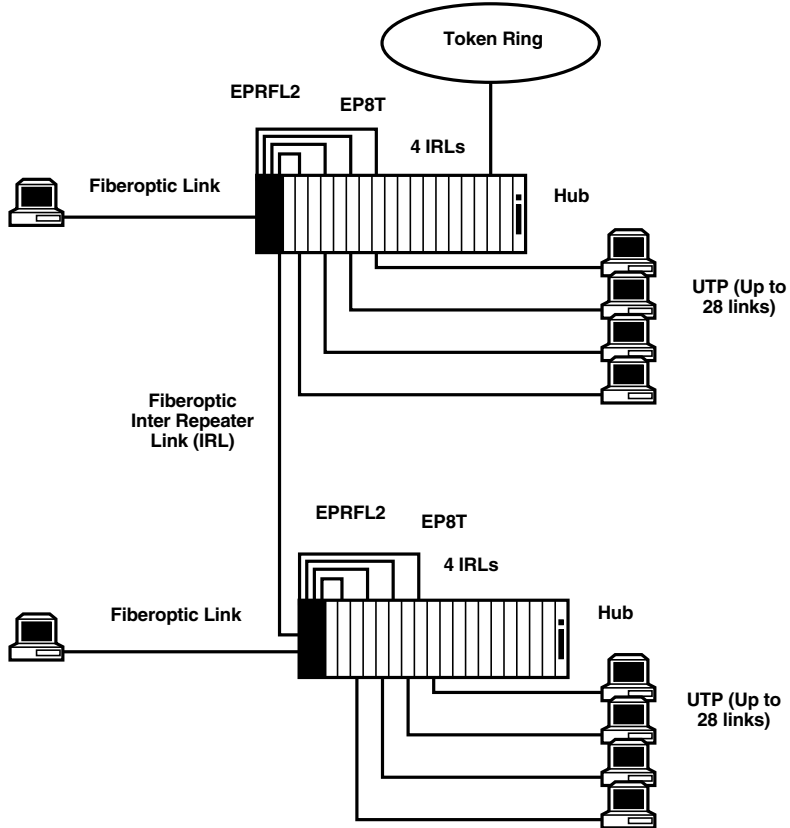 Token Ring
EPRFL2
EP8T
4 IRLs
Fiberoptic Link
Hub
UTP (Up to
28 links)
Fiberoptic
Inter Repeater
Link (IRL)
EPRFL2
EP8T
4 IRLs
Fiberoptic Link
Hub
UTP (Up to
28 links)